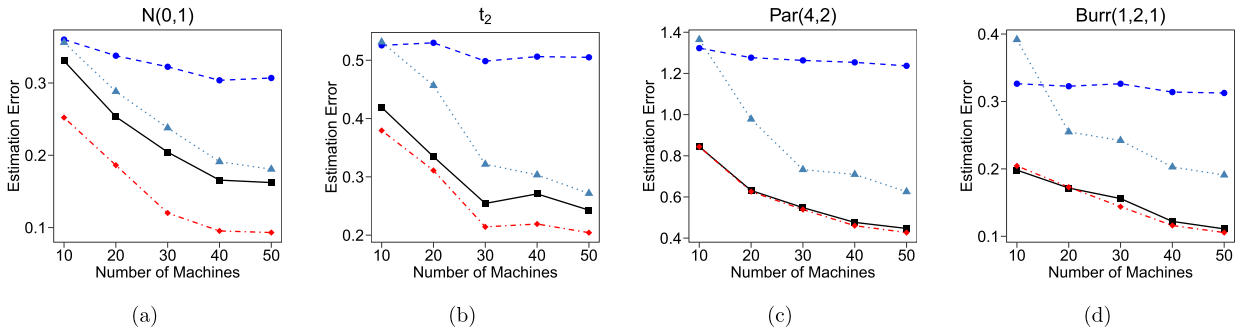 N(0,1)
Estimation Error
0.3
0.2
0.1
10 20 30 40 50
Number of Machines
(a)
t2
Estimation Error
0.5
0.4
0.3
0.2
10 20 30 40 50
Number of Machines
(b)
Par(4,2)
Estimation Error
1.4
1.2
1.0
0.8
0.6
0.4
10 20 30 40 50
Number of Machines
(c)
Burr(1,2,1)
Estimation Error
0.4
0.3
0.2
0.1
10 20 30 40 50
Number of Machines
(d)